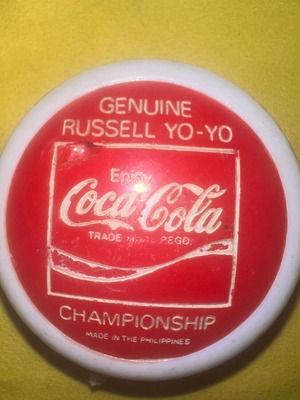 GENUINE
RUSSELL YO-YO
Enjoy
Coca-Cola
TRADE MARK REGD.
CHAMPIONSHIP
MADE IN THE PHILIPPINES